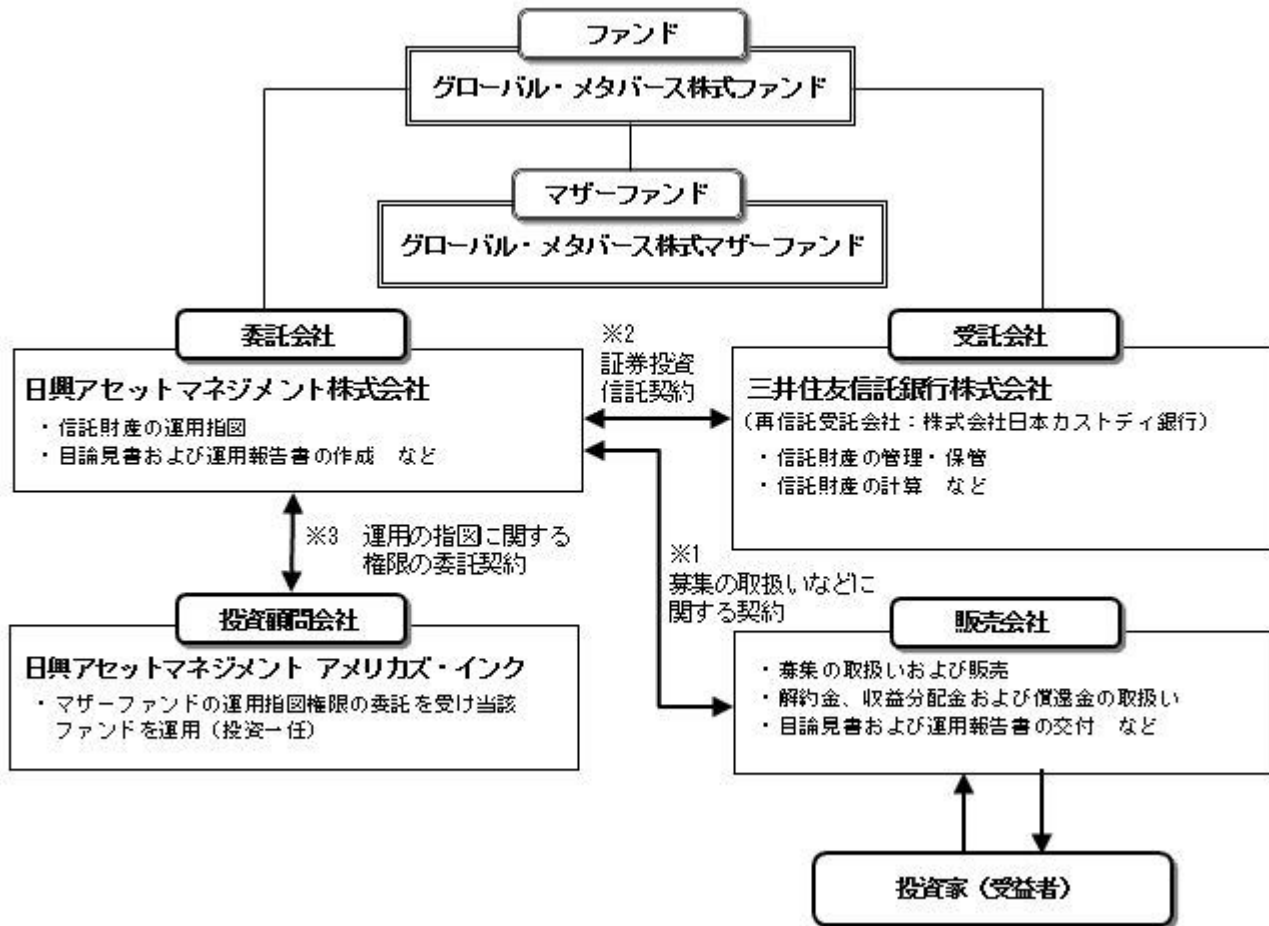 ファンド
グローバル・メタバース株式ファンド
マザーファンド
グローバル・メタバース株式マザーファンド
委託会社
日興アセットマネジメント株式会社
・信託財産の運用指図
・目論見書および運用報告書の作成 など
※2
証券投資
信託契約
受託会社
三井住友信託銀行株式会社
（再信託受託会社：株式会社日本カストディ銀行）
・信託財産の管理・保管
・信託財産の計算 など
※3 運用の指図に関する
権限の委託契約
※1
募集の取扱いなどに
関する契約
投資顧問会社
日興アセットマネジメント アメリカズ・インク
・マザーファンドの運用指図権限の委託を受け当該
ファンドを運用（投資一任）
販売会社
・募集の取扱いおよび販売
・解約金、収益分配金および償還金の取扱い
・目論見書および運用報告書の交付 など
投資家（受益者）